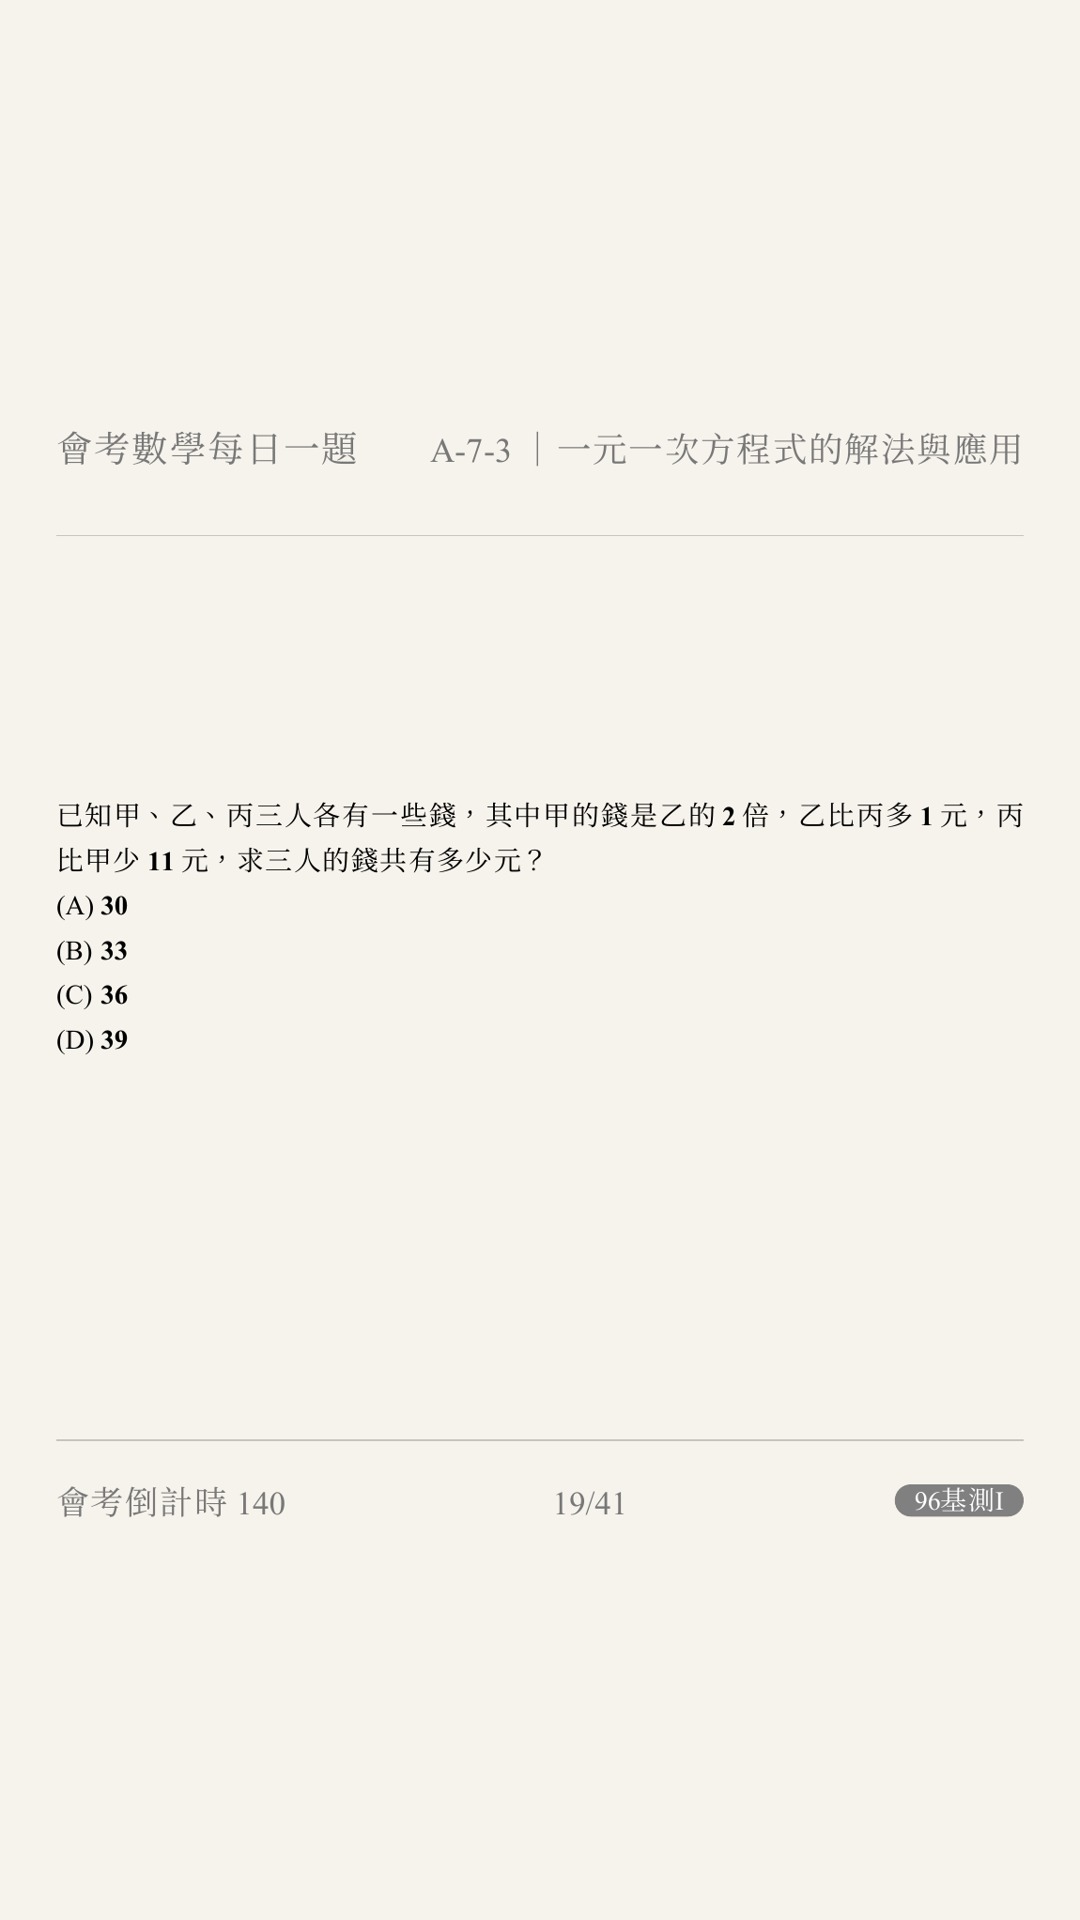 會考數學每日一題 A-7-3｜一元一次方程式的解法與應用
已知甲、乙、丙三人各有一些錢，其中甲的錢是乙的 2 倍，乙比丙多 1 元，丙
比甲少 11 元，求三人的錢共有多少元？
(A) 30
(B) 33
(C) 36
(D) 39
會考倒計時 140 19/41 96基測I